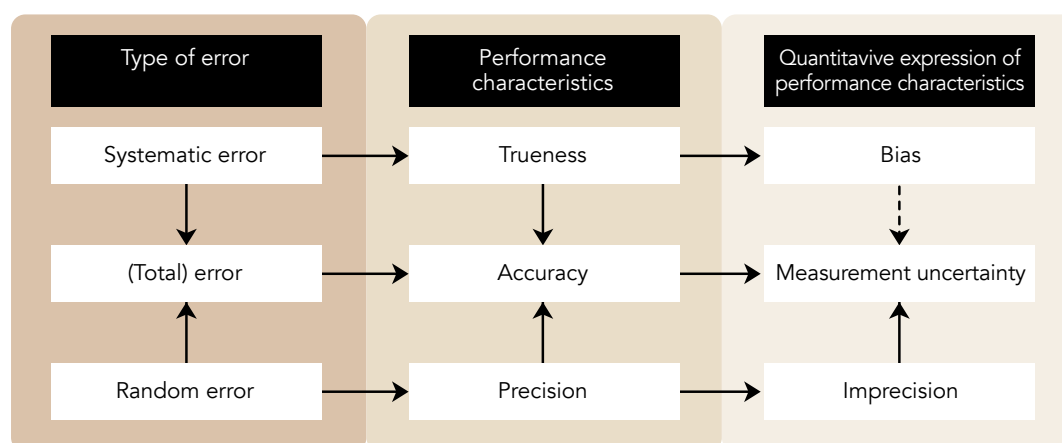 Type of error
Performance
characteristics
Quantitavive expression of
performance characteristics
Systematic error
Trueness
Bias
(Total) error
Accuracy
Measurement uncertainty
Random error
Precision
Imprecision